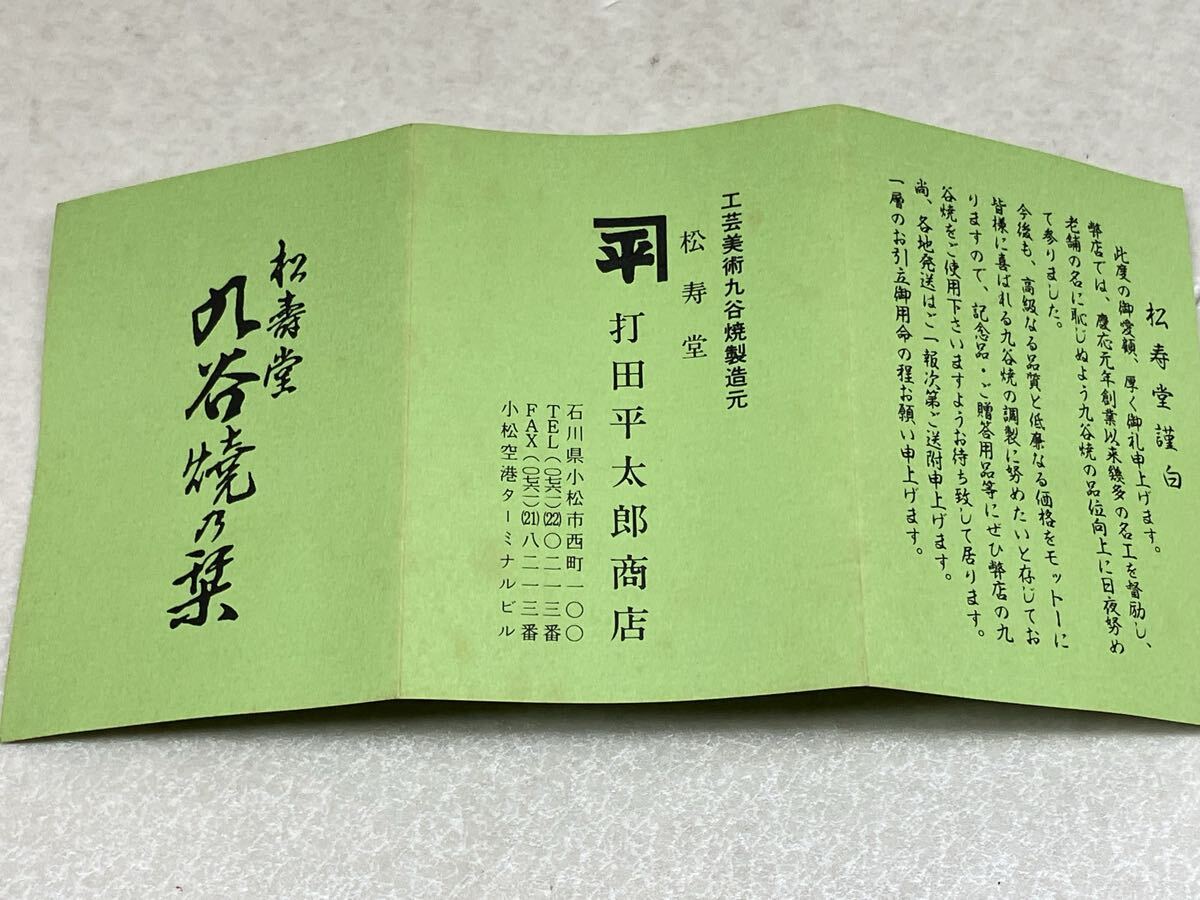 松寿堂謹白
此度の御愛顧、厚く御礼申上げます。
弊店では、慶応元年創業以来幾多の名工を督励し、
老舗の名に恥じぬよう九谷焼の品位向上に日夜努め
て参りました。
今後も、高級なる品質と低廉なる価格をモットーに
皆様に喜ばれる九谷焼の調製に努めたいと存じてお
りますので、記念品・ご贈答用品等にぜひ弊店の九
谷焼をご使用下さいますようお待ち致して居ります。
尚、各地発送はご一報次第ご送附申上げます。
一層のお引立御用命の程お願い申上げます。
工芸美術九谷焼製造元
松寿堂
平 打田平太郎商店
石川県小松市西町一〇〇
TEL(〇七六一)(22)〇二一三番
FAX(〇七六一)(21)八二一三番
小松空港ターミナルビル
松寿堂
九谷焼乃栞